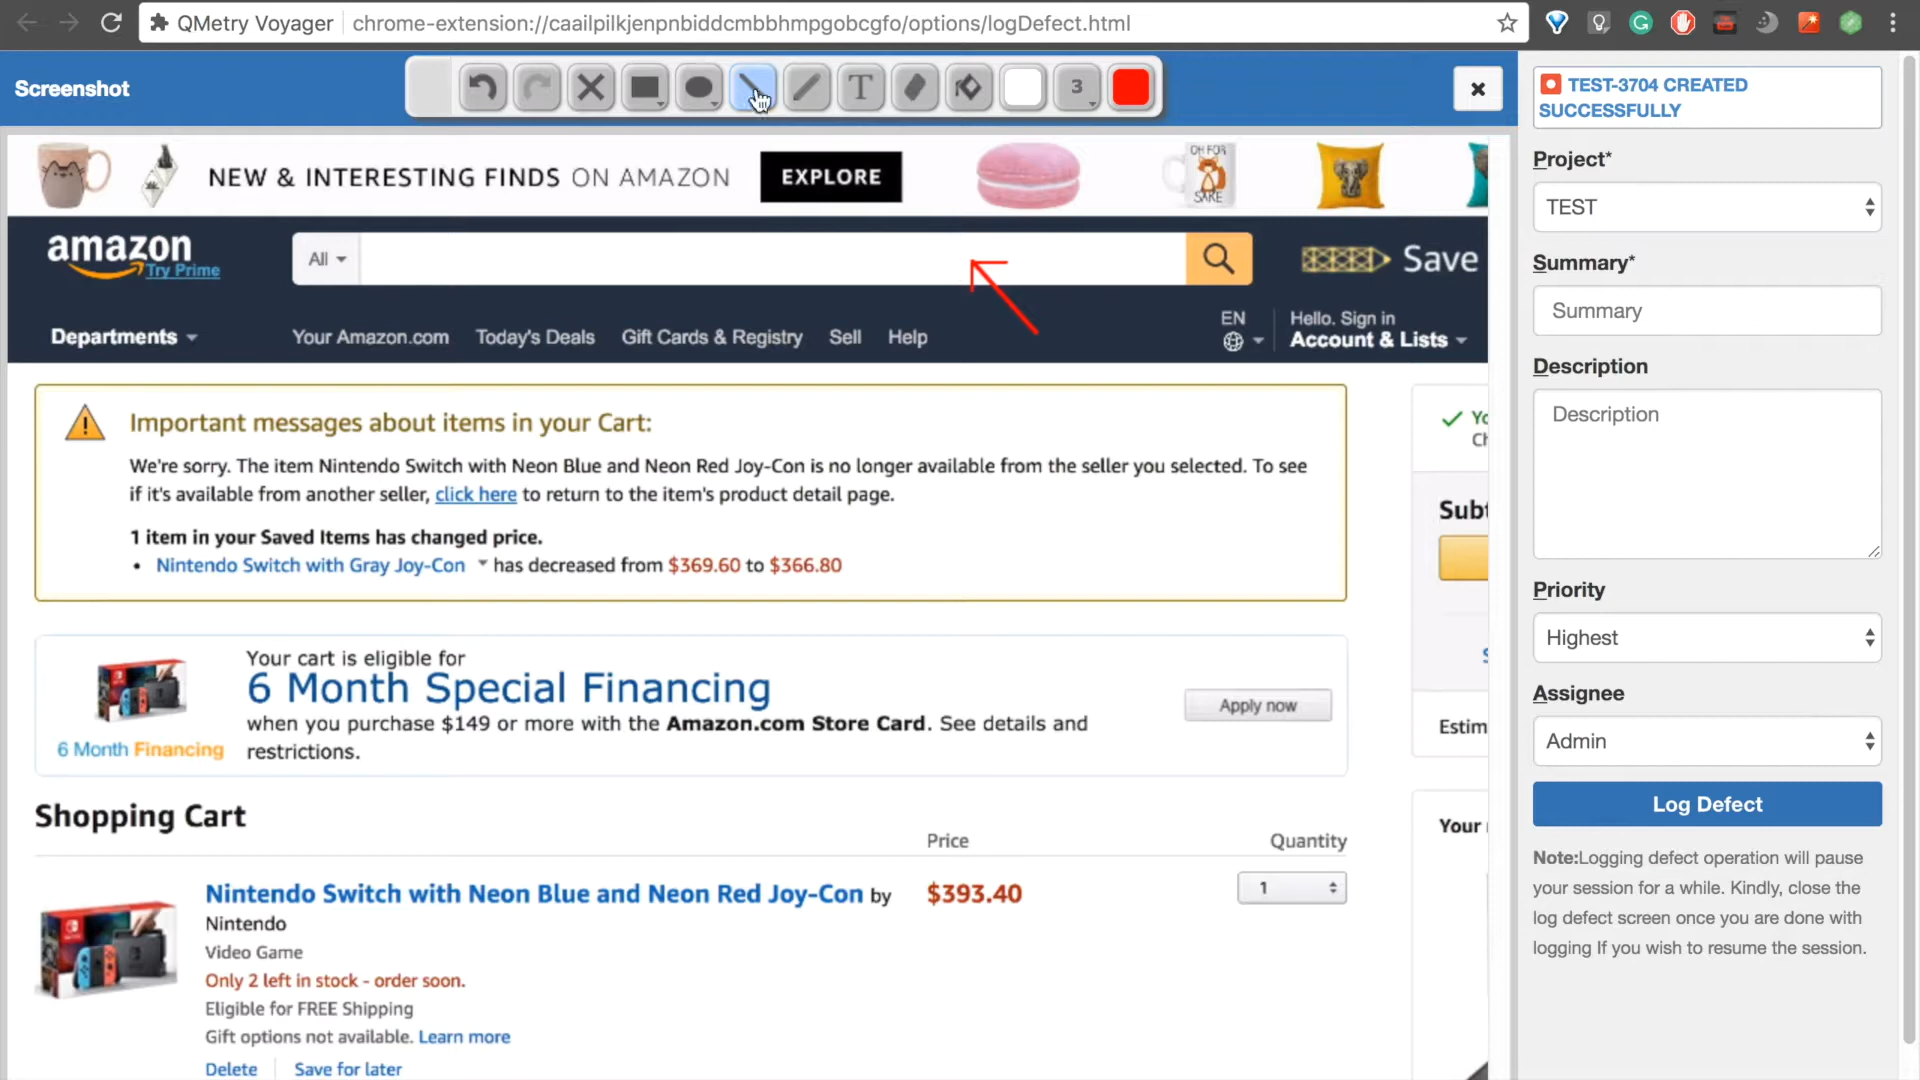 QMetry Voyager
chrome-extension://caailpilkjenpnbiddcmbbhmpgobcgfo/options/logDefect.html
Screenshot
T
3
TEST-3704 CREATED
SUCCESSFULLY
NEW & INTERESTING FINDS ON AMAZON
EXPLORE
OH FOR
SAKE
amazon
Try Prime
All
Save
Departments
Your Amazon.com
Today's Deals
Gift Cards & Registry
Sell
Help
EN
Hello. Sign in
Account & Lists
Important messages about items in your Cart:
We're sorry. The item Nintendo Switch with Neon Blue and Neon Red Joy-Con is no longer available from the seller you selected. To see
if it's available from another seller, click here to return to the item's product detail page.
1 item in your Saved Items has changed price.
• Nintendo Switch with Gray Joy-Con has decreased from $369.60 to $366.80
Your cart is eligible for
6 Month Special Financing
when you purchase $149 or more with the Amazon.com Store Card. See details and
restrictions.
6 Month Financing
Apply now
Shopping Cart
Price
Quantity
Nintendo Switch with Neon Blue and Neon Red Joy-Con by
Nintendo
$393.40
1
Video Game
Only 2 left in stock - order soon.
Eligible for FREE Shipping
Gift options not available. Learn more
Delete
Save for later
Estim
Your
Project*
TEST
Summary*
Summary
Description
Description
Priority
Highest
Assignee
Admin
Log Defect
Note:Logging defect operation will pause
your session for a while. Kindly, close the
log defect screen once you are done with
logging If you wish to resume the session.